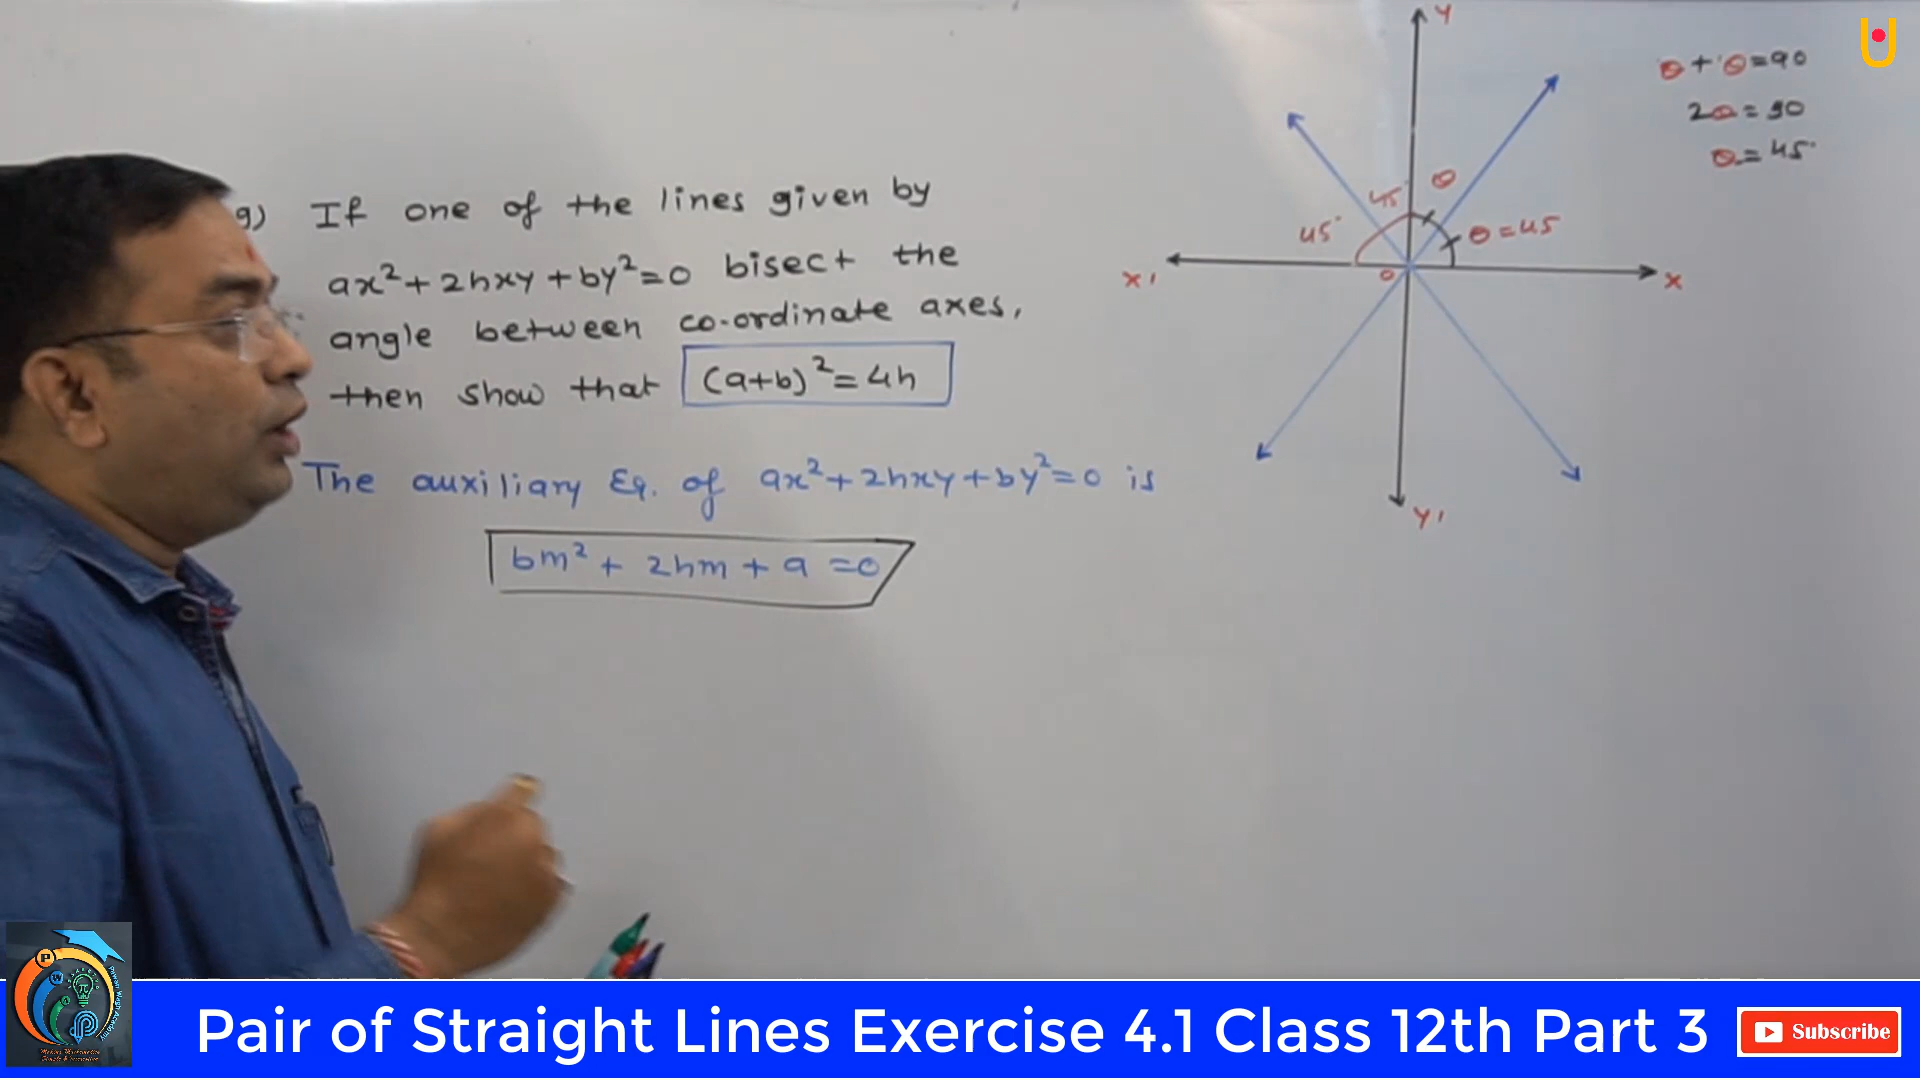 g) If one of the lines given by
ax²+2hxy+by²=0 bisect the
angle between co-ordinate axes,
then show that (a+b)²=4h
The auxiliary Eq. of ax²+2hxy+by²=0 is
bm² + 2hm + a =0
Y
X
X'
Y'
O
θ
θ=45
45°
45°
θ+θ=90
2θ=90
θ=45°
Pair of Straight Lines Exercise 4.1 Class 12th Part 3
Subscribe